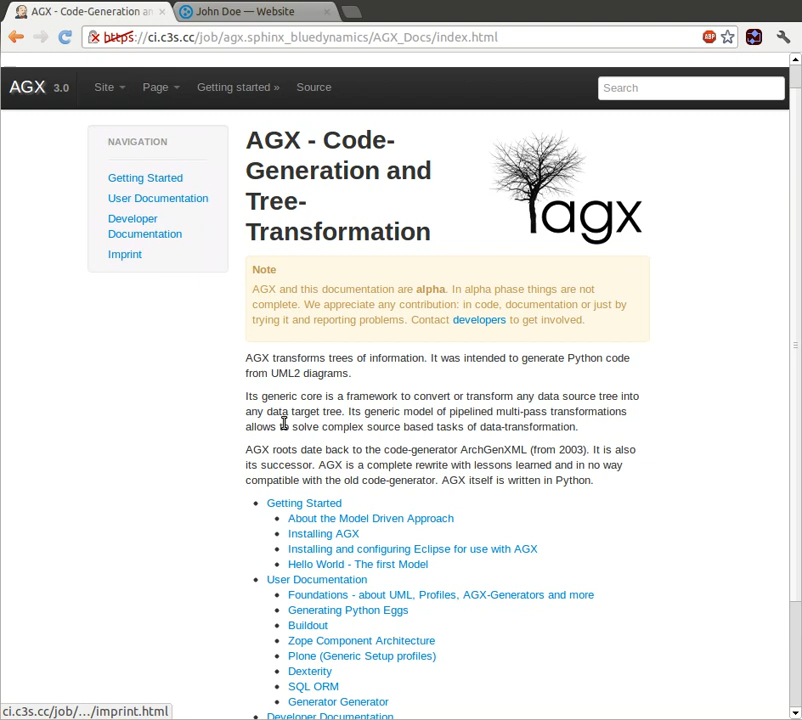 AGX - Code-Generation an
John Doe — Website
https://ci.c3s.cc/job/agx.sphinx_bluedynamics/AGX_Docs/index.html
ABP
AGX 3.0 Site Page Getting started » Source Search
NAVIGATION
Getting Started
User Documentation
Developer
Documentation
Imprint
AGX - Code-
Generation and
Tree-
Transformation
agx
Note
AGX and this documentation are alpha. In alpha phase things are not
complete. We appreciate any contribution: in code, documentation or just by
trying it and reporting problems. Contact developers to get involved.
AGX transforms trees of information. It was intended to generate Python code
from UML2 diagrams.
Its generic core is a framework to convert or transform any data source tree into
any data target tree. Its generic model of pipelined multi-pass transformations
allows to solve complex source based tasks of data-transformation.
AGX roots date back to the code-generator ArchGenXML (from 2003). It is also
its successor. AGX is a complete rewrite with lessons learned and in no way
compatible with the old code-generator. AGX itself is written in Python.
Getting Started
About the Model Driven Approach
Installing AGX
Installing and configuring Eclipse for use with AGX
Hello World - The first Model
User Documentation
Foundations - about UML, Profiles, AGX-Generators and more
Generating Python Eggs
Buildout
Zope Component Architecture
Plone (Generic Setup profiles)
Dexterity
SQL ORM
Generator Generator
Developer Documentation
ci.c3s.cc/job/…/imprint.html